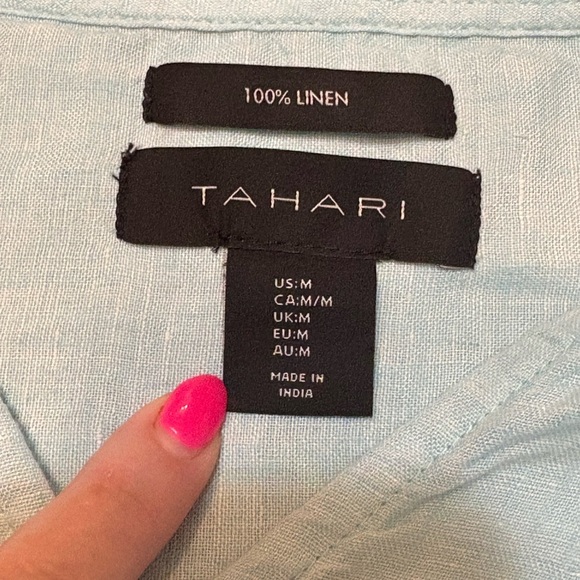 100% LINEN
TAHARI
US:M
CA:M/M
UK:M
EU:M
AU:M
MADE IN
INDIA